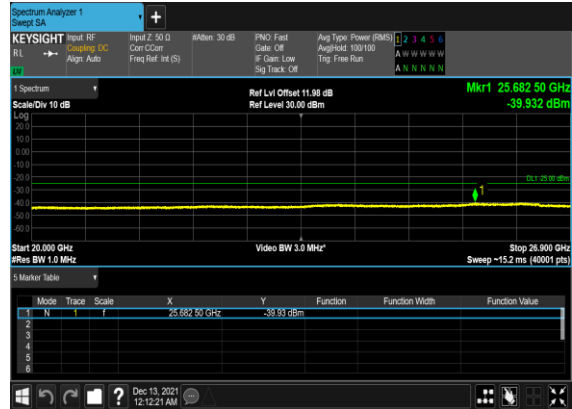 Spectrum Analyzer 1
Swept SA
+
KEYSIGHT Input: RF Input Z: 50 Ω #Atten: 30 dB PNO: Fast Avg Type: Power (RMS) 1 2 3 4 5 6
RL Coupling: DC Corr CCorr Gate: Off Avg|Hold: 100/100 A W W W W W
Align: Auto Freq Ref: Int (S) IF Gain: Low Trig: Free Run
Sig Track: Off A N N N N N
1 Spectrum Ref Lvl Offset 11.98 dB Mkr1 25.682 50 GHz
Scale/Div 10 dB Ref Level 30.00 dBm -39.932 dBm
Log
20.0
10.0
0.00
-10.0
-20.0
DL1 -25.00 dBm
-30.0
1
-40.0
-50.0
-60.0
Start 20.000 GHz Video BW 3.0 MHz* Stop 26.900 GHz
#Res BW 1.0 MHz Sweep ~15.2 ms (40001 pts)
5 Marker Table
Mode Trace Scale X Y Function Function Width Function Value
1 N 1 f 25.682 50 GHz -39.93 dBm
2
3
4
5
6
? Dec 13, 2021
12:12:21 AM